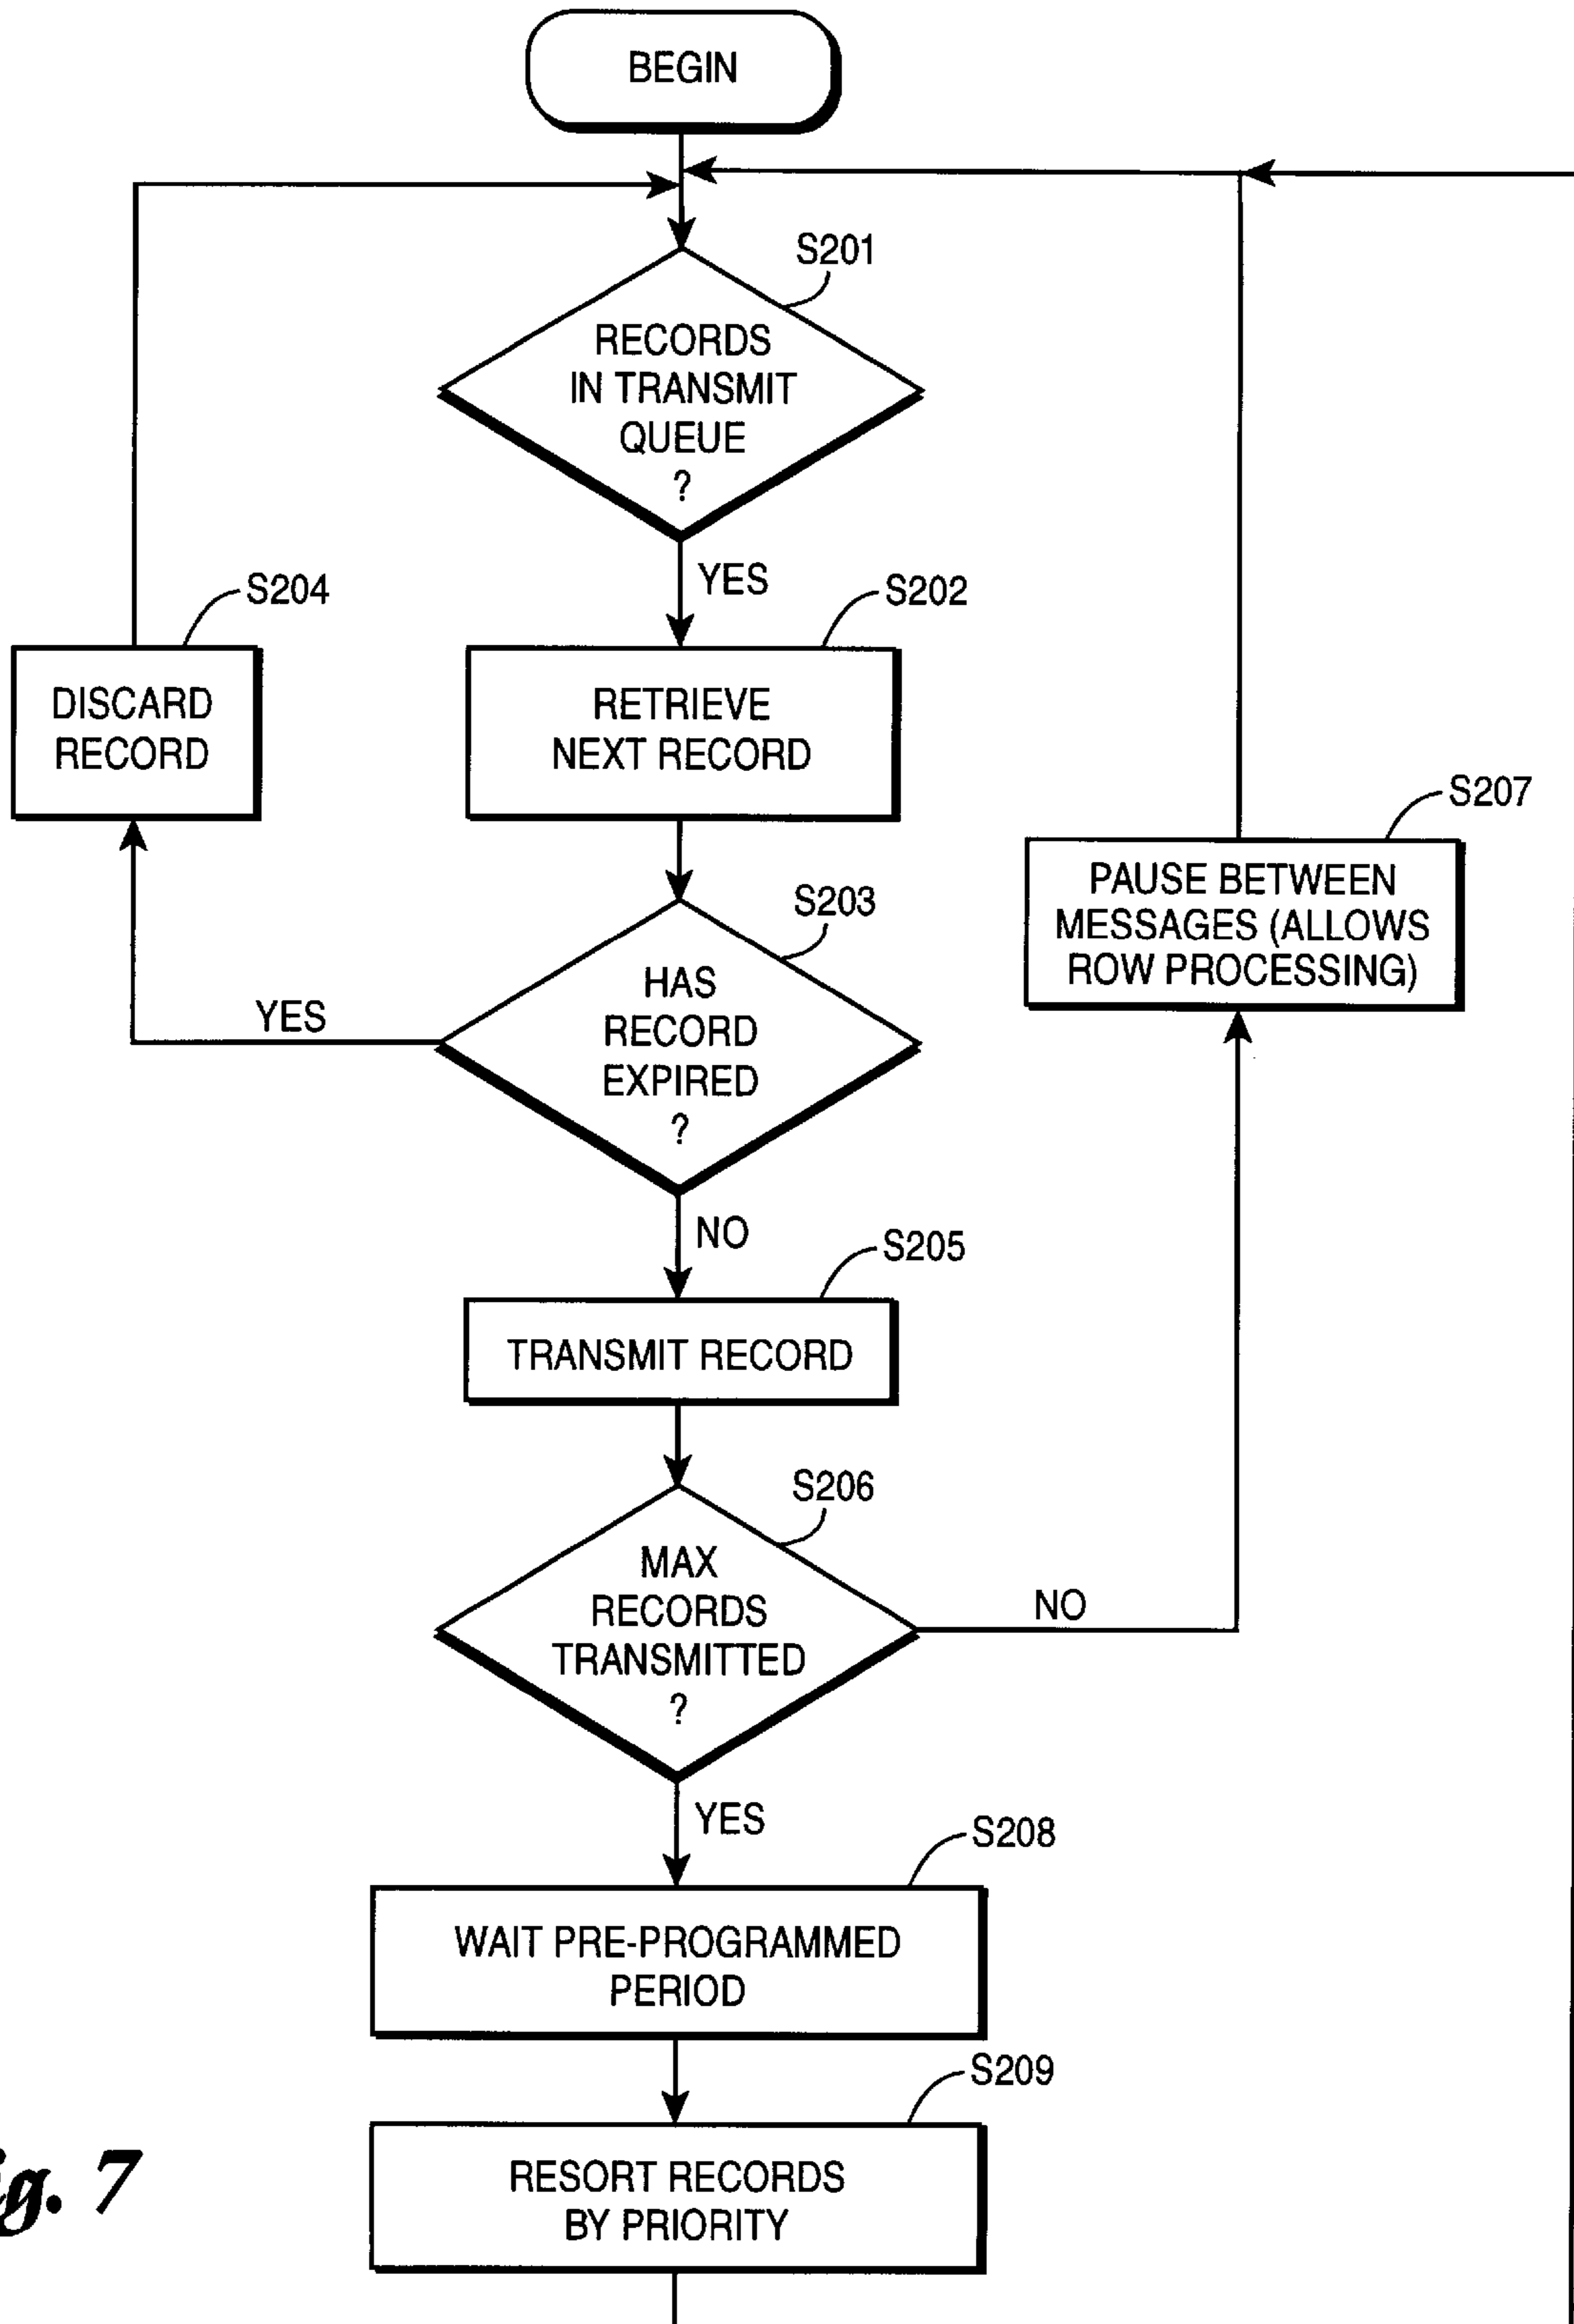 BEGIN
S201
RECORDS
IN TRANSMIT
QUEUE
?
YES
S204
S202
DISCARD
RECORD
RETRIEVE
NEXT RECORD
S207
PAUSE BETWEEN
MESSAGES (ALLOWS
ROW PROCESSING)
S203
HAS
RECORD
EXPIRED
?
YES
NO
S205
TRANSMIT RECORD
S206
MAX
RECORDS
TRANSMITTED
?
NO
YES
S208
WAIT PRE-PROGRAMMED
PERIOD
S209
RESORT RECORDS
BY PRIORITY
ig. 7